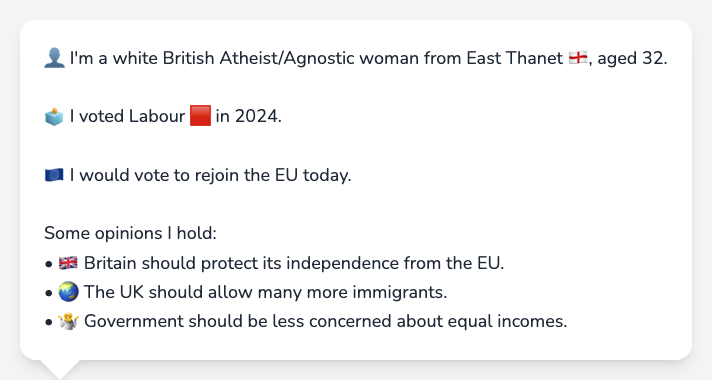 👤 I'm a white British Atheist/Agnostic woman from East Thanet 🏴󠁧󠁢󠁥󠁮󠁧󠁿, aged 32.
🗳️ I voted Labour 🟥 in 2024.
🇪🇺 I would vote to rejoin the EU today.
Some opinions I hold:
• 🇬🇧 Britain should protect its independence from the EU.
• 🌏 The UK should allow many more immigrants.
• 🤷 Government should be less concerned about equal incomes.